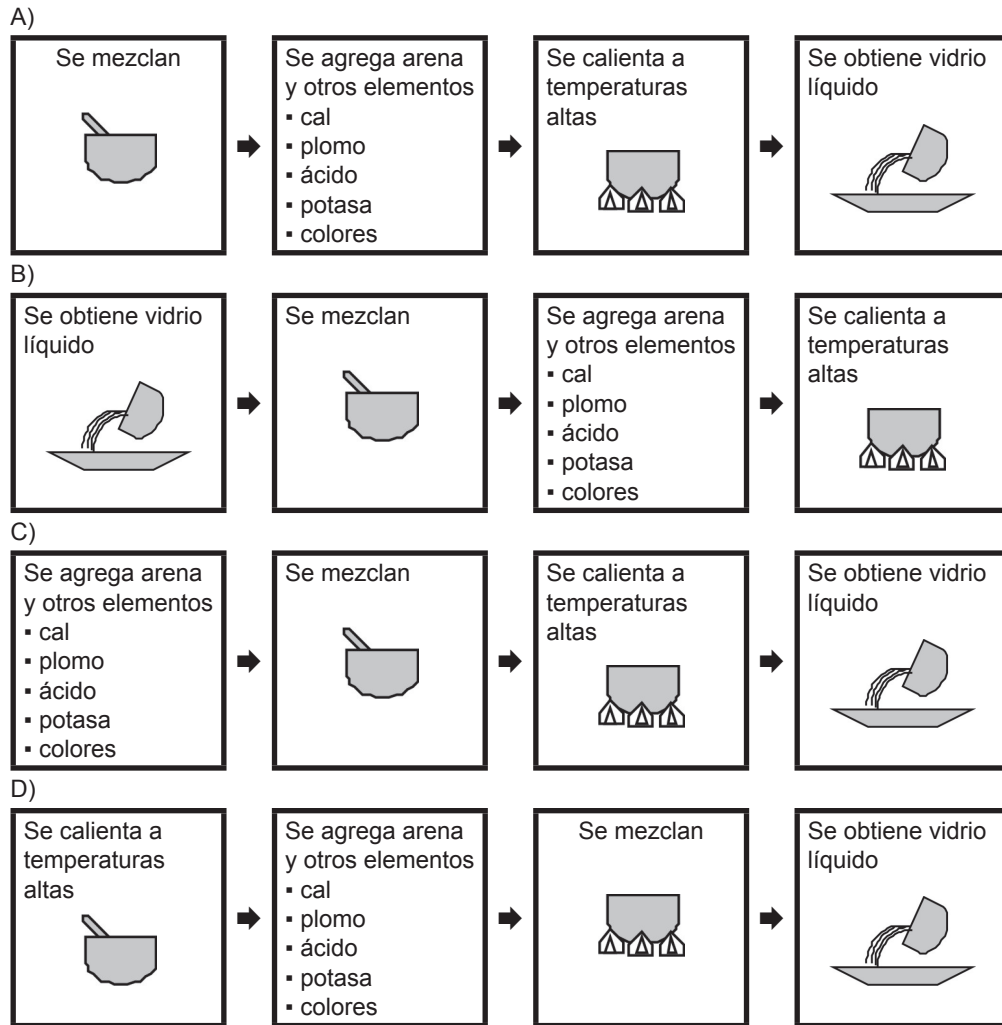 A)
Se mezclan
Se agrega arena
y otros elementos
▪ cal
▪ plomo
▪ ácido
▪ potasa
▪ colores
Se calienta a
temperaturas
altas
Se obtiene vidrio
líquido
B)
Se obtiene vidrio
líquido
Se mezclan
Se agrega arena
y otros elementos
▪ cal
▪ plomo
▪ ácido
▪ potasa
▪ colores
Se calienta a
temperaturas
altas
C)
Se agrega arena
y otros elementos
▪ cal
▪ plomo
▪ ácido
▪ potasa
▪ colores
Se mezclan
Se calienta a
temperaturas
altas
Se obtiene vidrio
líquido
D)
Se calienta a
temperaturas
altas
Se agrega arena
y otros elementos
▪ cal
▪ plomo
▪ ácido
▪ potasa
▪ colores
Se mezclan
Se obtiene vidrio
líquido